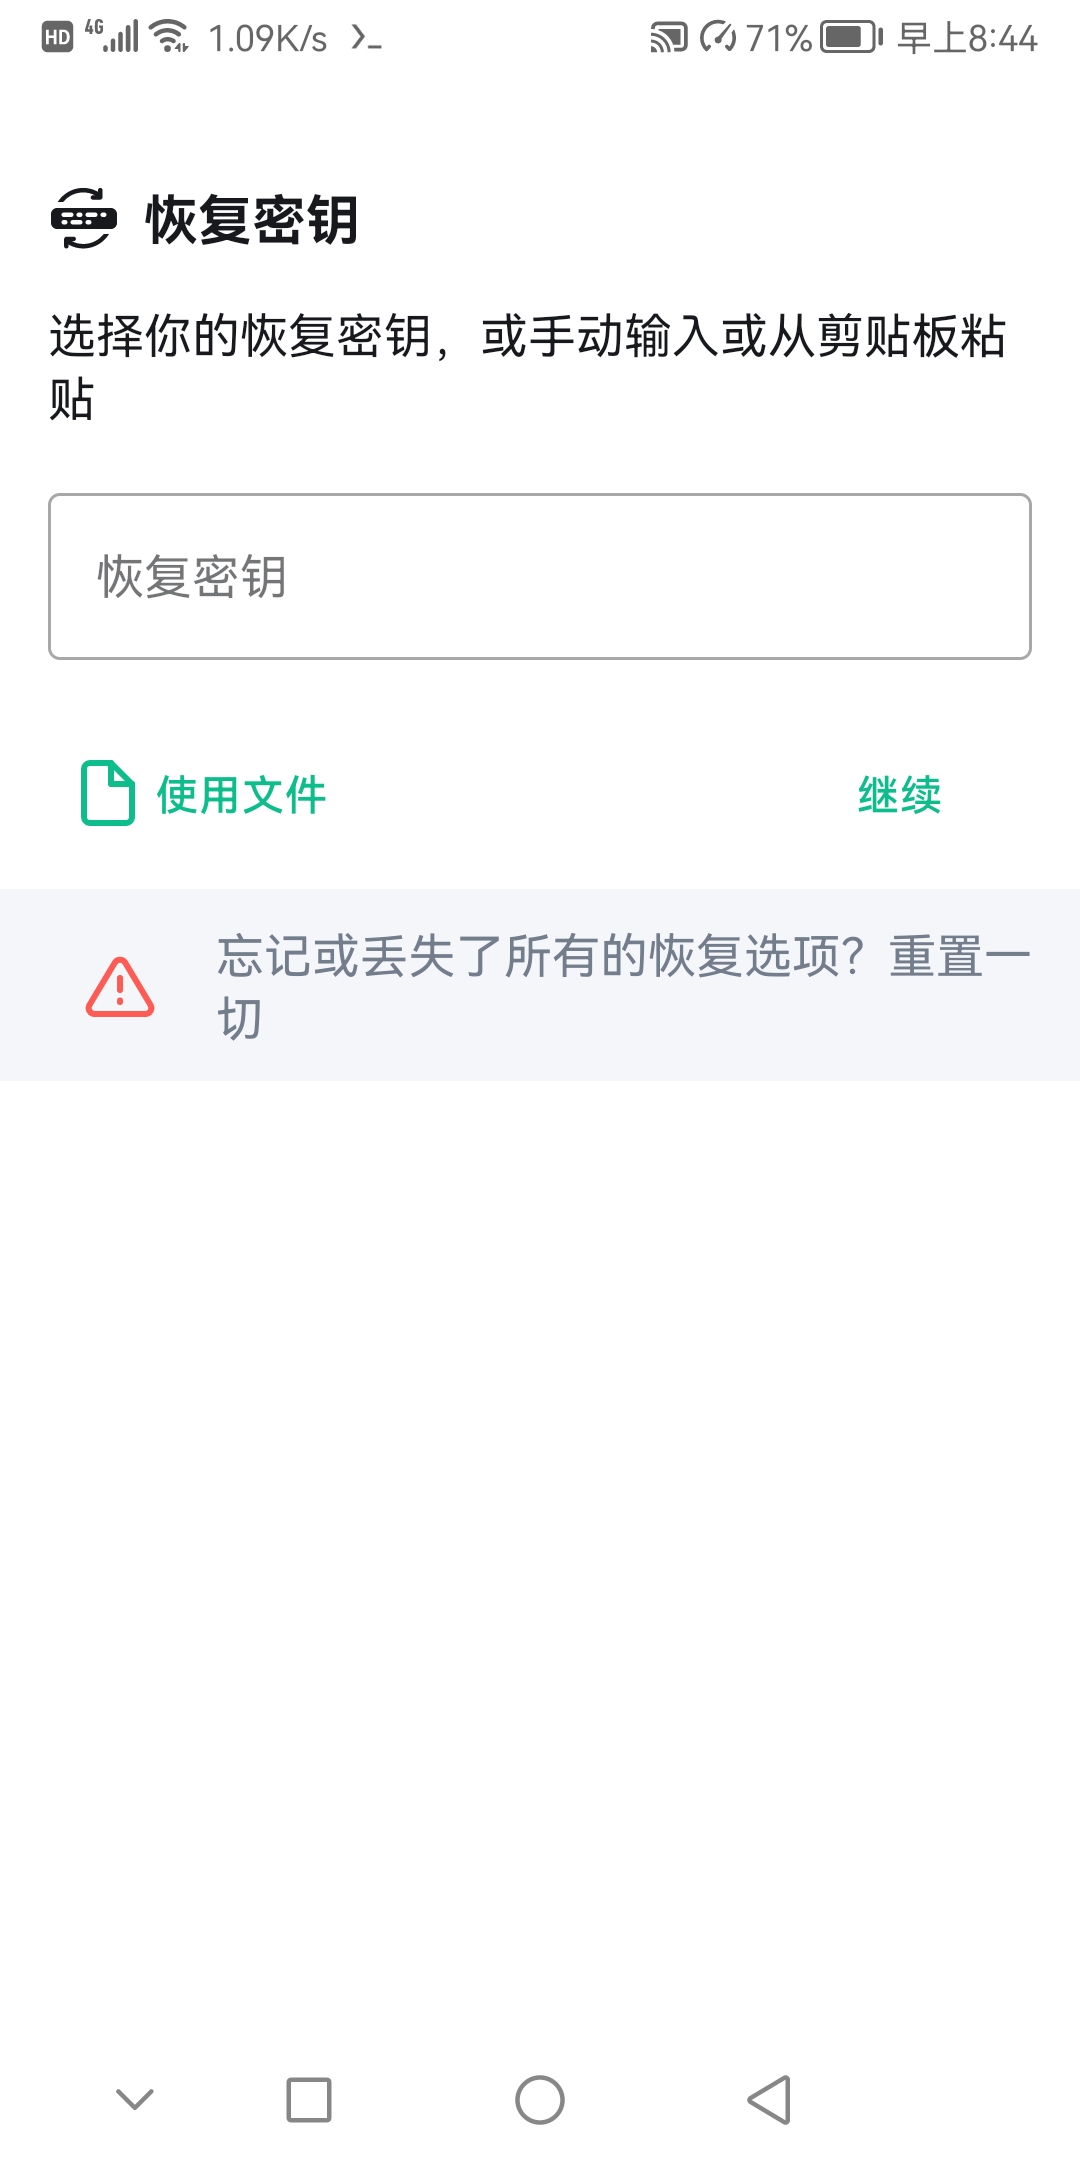 HD 4G 1.09K/s 71% 早上8:44
恢复密钥
选择你的恢复密钥，或手动输入或从剪贴板粘
贴
恢复密钥
使用文件 继续
忘记或丢失了所有的恢复选项？重置一
切